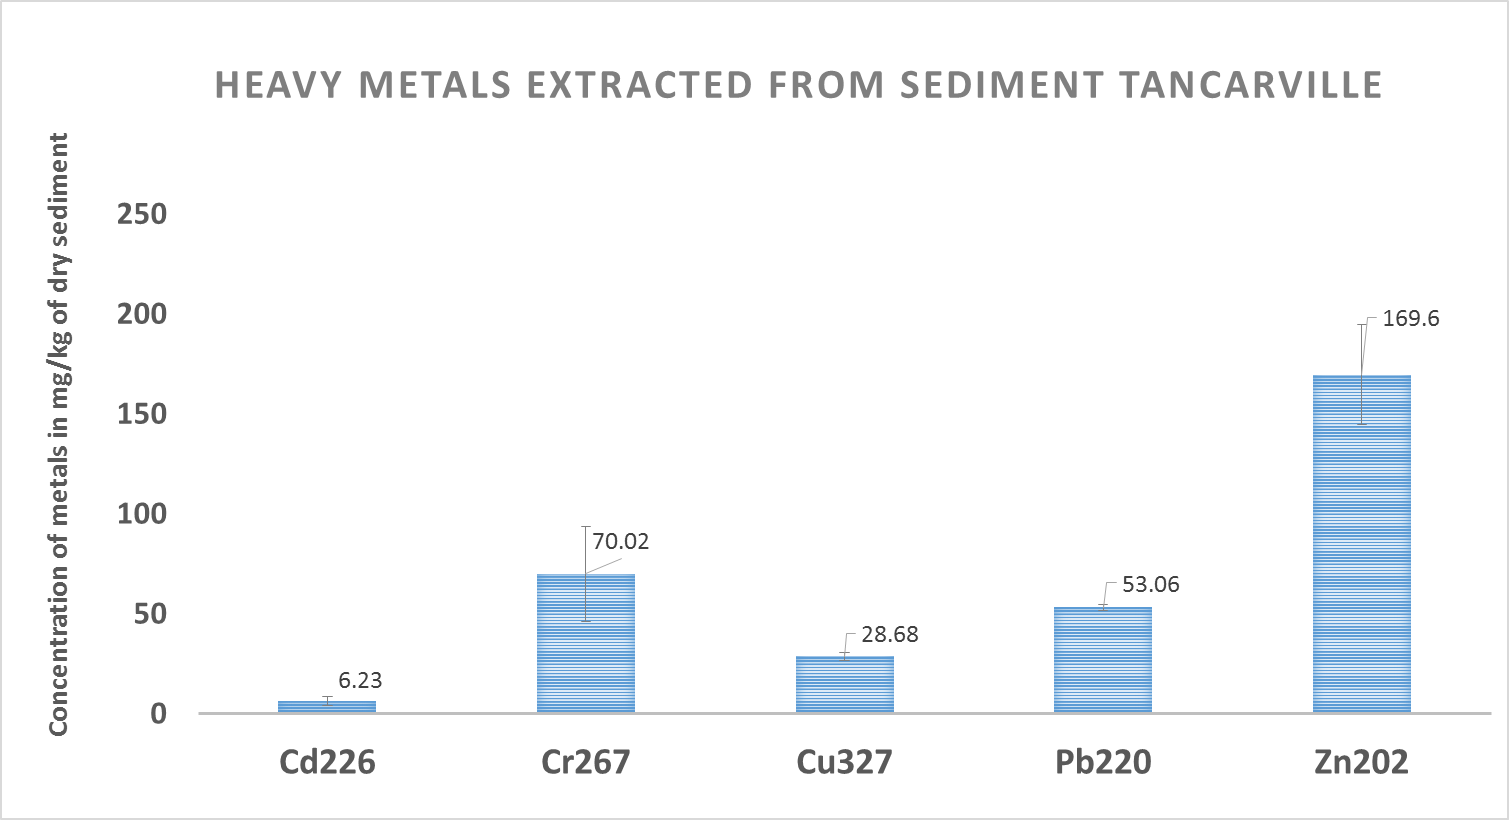 HEAVY METALS EXTRACTED FROM SEDIMENT TANCARVILLE
Concentration of metals in mg/kg of dry sediment
250
200
150
100
50
0
6.23
70.02
28.68
53.06
169.6
Cd226
Cr267
Cu327
Pb220
Zn202